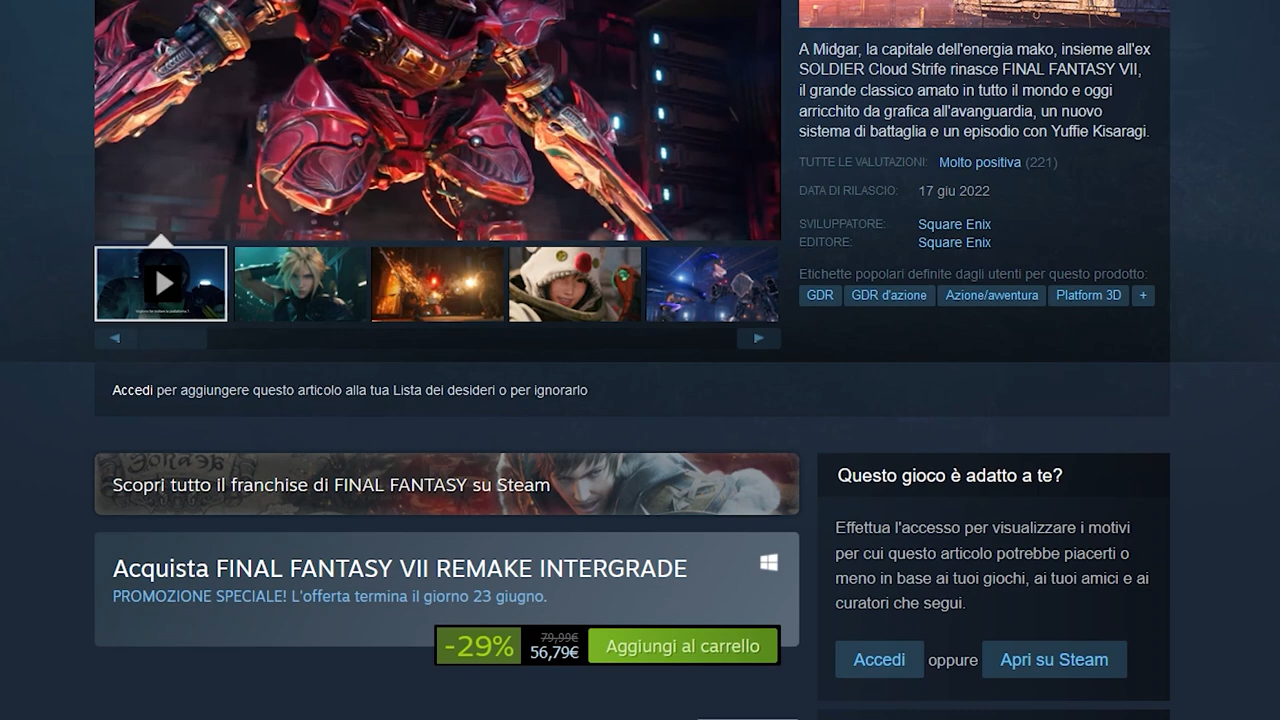 A Midgar, la capitale dell'energia mako, insieme all'ex
SOLDIER Cloud Strife rinasce FINAL FANTASY VII,
il grande classico amato in tutto il mondo e oggi
arricchito da grafica all'avanguardia, un nuovo
sistema di battaglia e un episodio con Yuffie Kisaragi.
TUTTE LE VALUTAZIONI: Molto positiva (221)
DATA DI RILASCIO: 17 giu 2022
SVILUPPATORE: Square Enix
EDITORE: Square Enix
Etichette popolari definite dagli utenti per questo prodotto:
GDR GDR d'azione Azione/avventura Platform 3D +
Accedi per aggiungere questo articolo alla tua Lista dei desideri o per ignorarlo
Scopri tutto il franchise di FINAL FANTASY su Steam
Acquista FINAL FANTASY VII REMAKE INTERGRADE
PROMOZIONE SPECIALE! L'offerta termina il giorno 23 giugno.
-29% 79,99€ 56,79€ Aggiungi al carrello
Questo gioco è adatto a te?
Effettua l'accesso per visualizzare i motivi
per cui questo articolo potrebbe piacerti o
meno in base ai tuoi giochi, ai tuoi amici e ai
curatori che segui.
Accedi oppure Apri su Steam